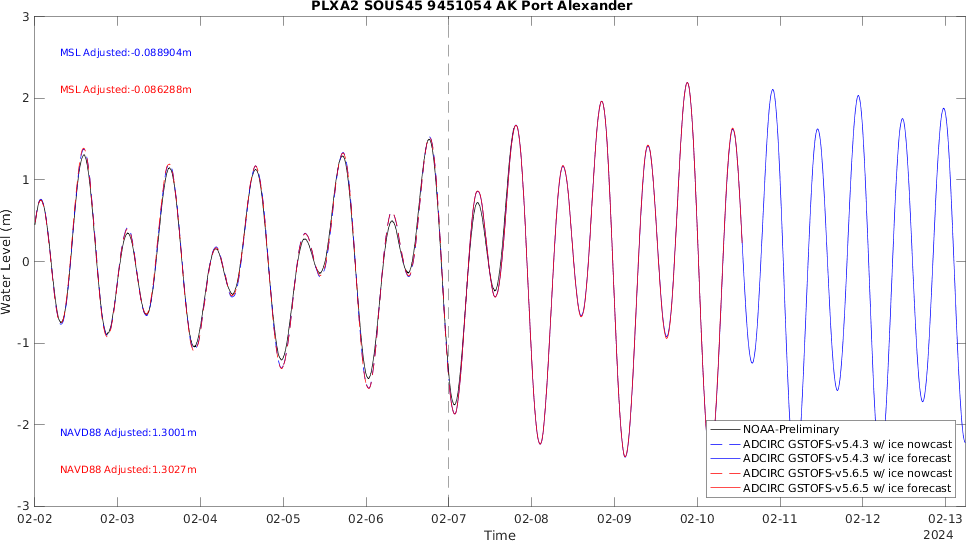 PLXA2 SOUS45 9451054 AK Port Alexander
3
2
1
0
-1
-2
-3
Water Level (m)
MSL Adjusted:-0.088904m
MSL Adjusted:-0.086288m
NAVD88 Adjusted:1.3001m
NAVD88 Adjusted:1.3027m
NOAA-Preliminary
ADCIRC GSTOFS-v5.4.3 w/ ice nowcast
ADCIRC GSTOFS-v5.4.3 w/ ice forecast
ADCIRC GSTOFS-v5.6.5 w/ ice nowcast
ADCIRC GSTOFS-v5.6.5 w/ ice forecast
02-02 02-03 02-04 02-05 02-06 02-07 02-08 02-09 02-10 02-11 02-12 02-13
Time
2024